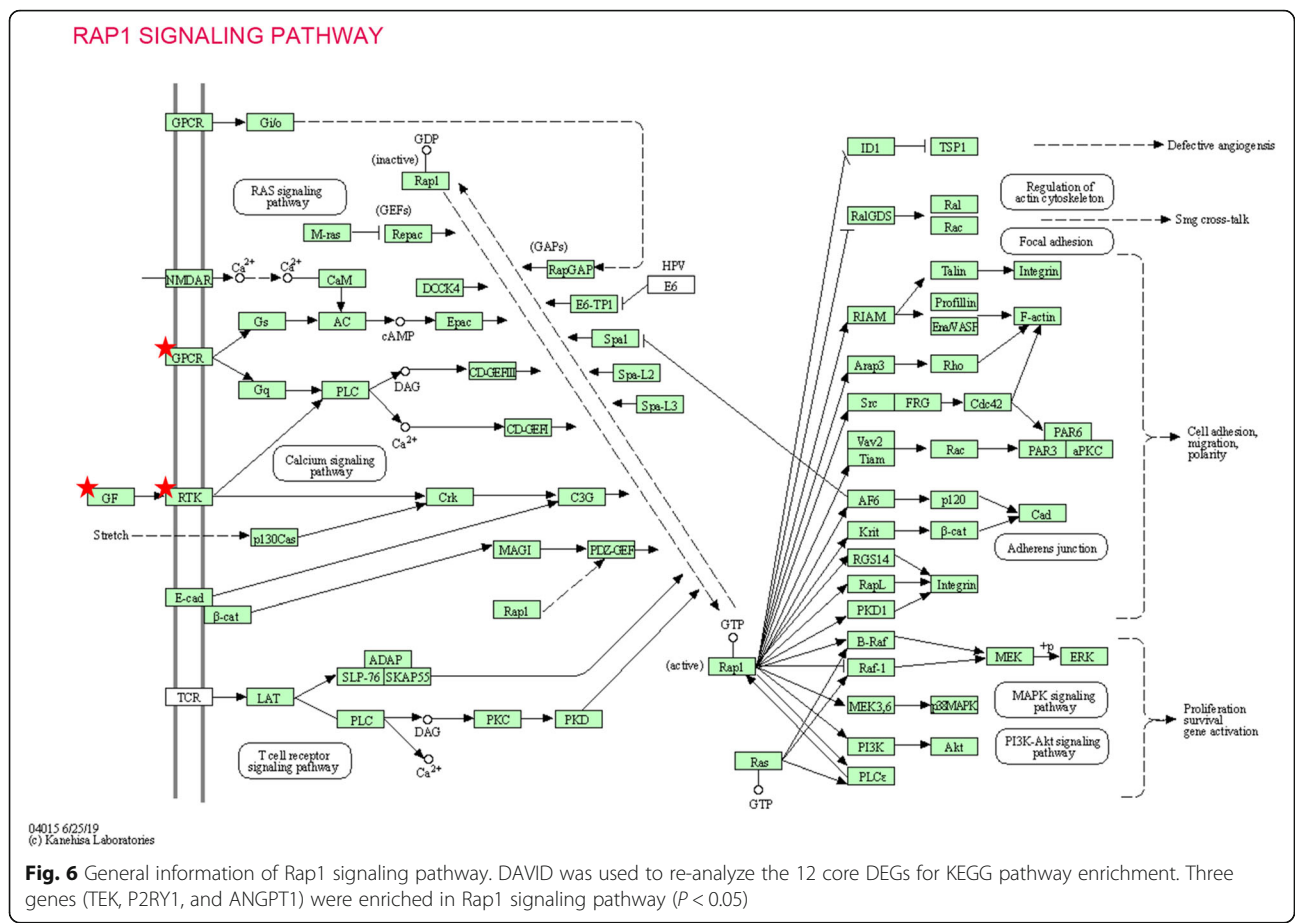 RAP1 SIGNALING PATHWAY
GPCR
Gi/o
GDP
(inactive)
Rap1
RAS signaling
pathway
(GEFs)
M-ras
Repac
(GAPs)
RapGAP
HPV
E6
E6-TP1
NMDAR
Ca2+
Ca2+
CaM
DOCK4
Gs
AC
cAMP
Epac
Spa1
GPCR
Gq
PLC
DAG
CD-GEFIII
Spa-L2
Spa-L3
Ca2+
CD-GEFI
Calcium signaling
pathway
GF
RTK
Crk
C3G
Stretch
p130Cas
MAGI
PDZ-GEF
E-cad
β-cat
Rap1
GTP
(active)
Rap1
TCR
LAT
ADAP
SLP-76
SKAP55
PLC
DAG
PKC
PKD
Ca2+
T cell receptor
signaling pathway
Ras
GTP
ID1
TSP1
Defective angiogensis
Regulation of
actin cytoskeleton
RalGDS
Ral
Rac
Smg cross-talk
Focal adhesion
Talin
Integrin
RIAM
Profillin
Ena/VASP
F-actin
Arap3
Rho
Src
FRG
Cdc42
PAR6
PAR3
aPKC
Vav2
Tiam
Rac
Cell adhesion,
migration,
polarity
AF6
p120
Cad
Krit
β-cat
Adherens junction
RGS14
RapL
Integrin
PKD1
B-Raf
Raf-1
MEK
+p
ERK
MEK3,6
p38MAPK
MAPK signaling
pathway
Proliferation
survival
gene activation
PI3K
Akt
PI3K-Akt signaling
pathway
PLCε
04015 6/25/19
(c) Kanehisa Laboratories
Fig. 6 General information of Rap1 signaling pathway. DAVID was used to re-analyze the 12 core DEGs for KEGG pathway enrichment. Three
genes (TEK, P2RY1, and ANGPT1) were enriched in Rap1 signaling pathway (P < 0.05)